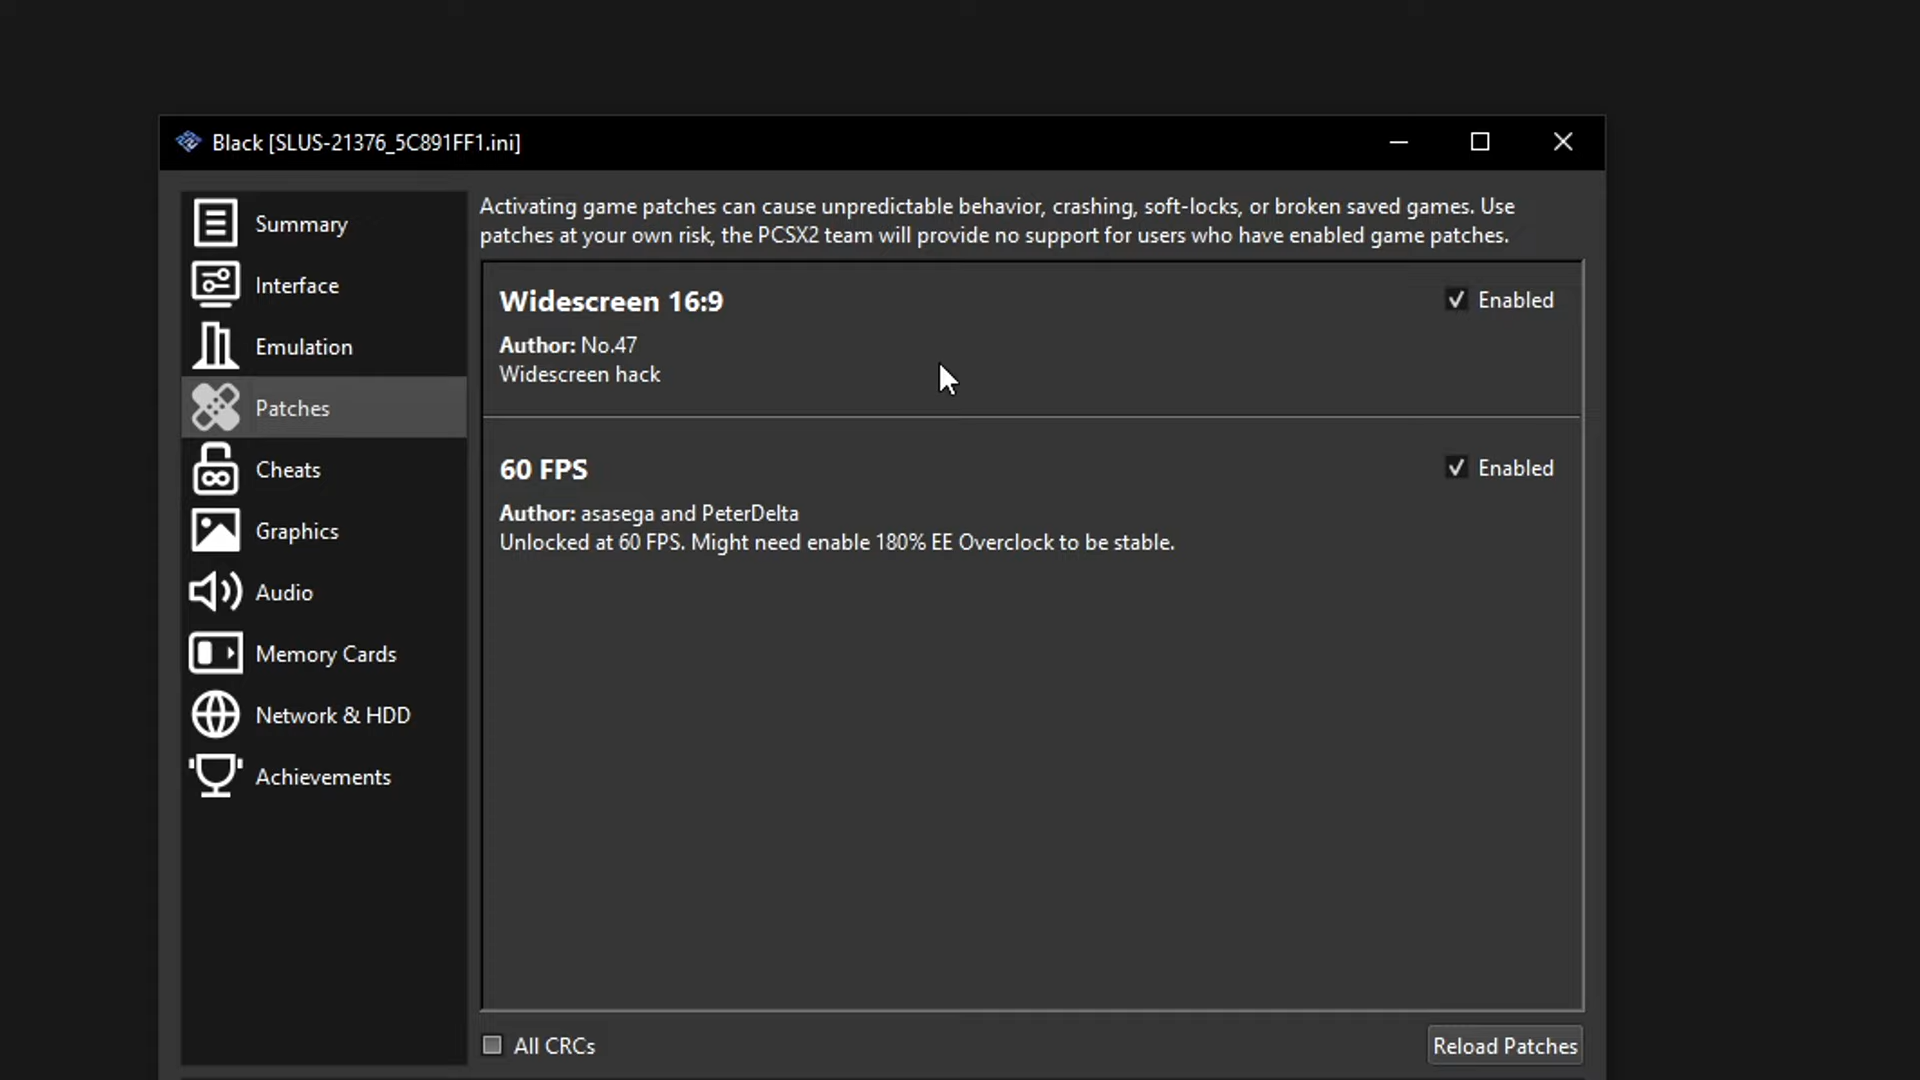 Black [SLUS-21376_5C891FF1.ini]
Summary
Interface
Emulation
Patches
Cheats
Graphics
Audio
Memory Cards
Network & HDD
Achievements
Activating game patches can cause unpredictable behavior, crashing, soft-locks, or broken saved games. Use
patches at your own risk, the PCSX2 team will provide no support for users who have enabled game patches.
Widescreen 16:9
Enabled
Author: No.47
Widescreen hack
60 FPS
Enabled
Author: asasega and PeterDelta
Unlocked at 60 FPS. Might need enable 180% EE Overclock to be stable.
All CRCs
Reload Patches